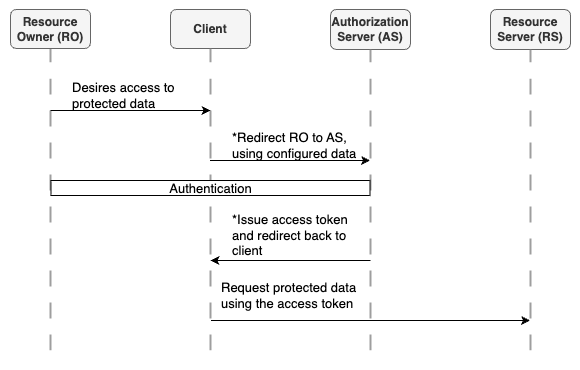 Resource
Owner (RO)
Client
Authorization
Server (AS)
Resource
Server (RS)
Desires access to
protected data
*Redirect RO to AS,
using configured data
Authentication
*Issue access token
and redirect back to
client
Request protected data
using the access token